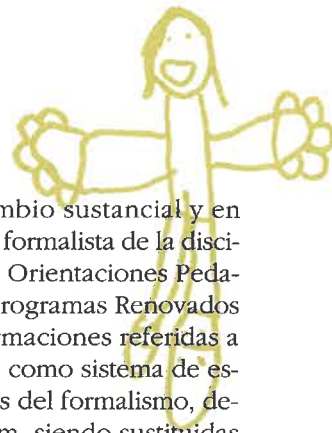 mbio sustancial y en
formalista de la disci-
Orientaciones Peda-
rogramas Renovados
rmaciones referidas a
como sistema de es-
s del formalismo, de-
m, siendo sustituidas